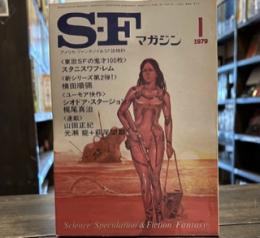 S-Fマガジン
1
1979
〈東欧SFの鬼才100枚〉
スタニスワフ・レム
〈新シリーズ第2弾!〉
横田順彌
〈ユーモア快作〉
シオドア・スタージョン
梶尾真治
〈連載〉
山田正紀
光瀬 龍+萩尾望都
Science Speculation & Fiction Fantasy